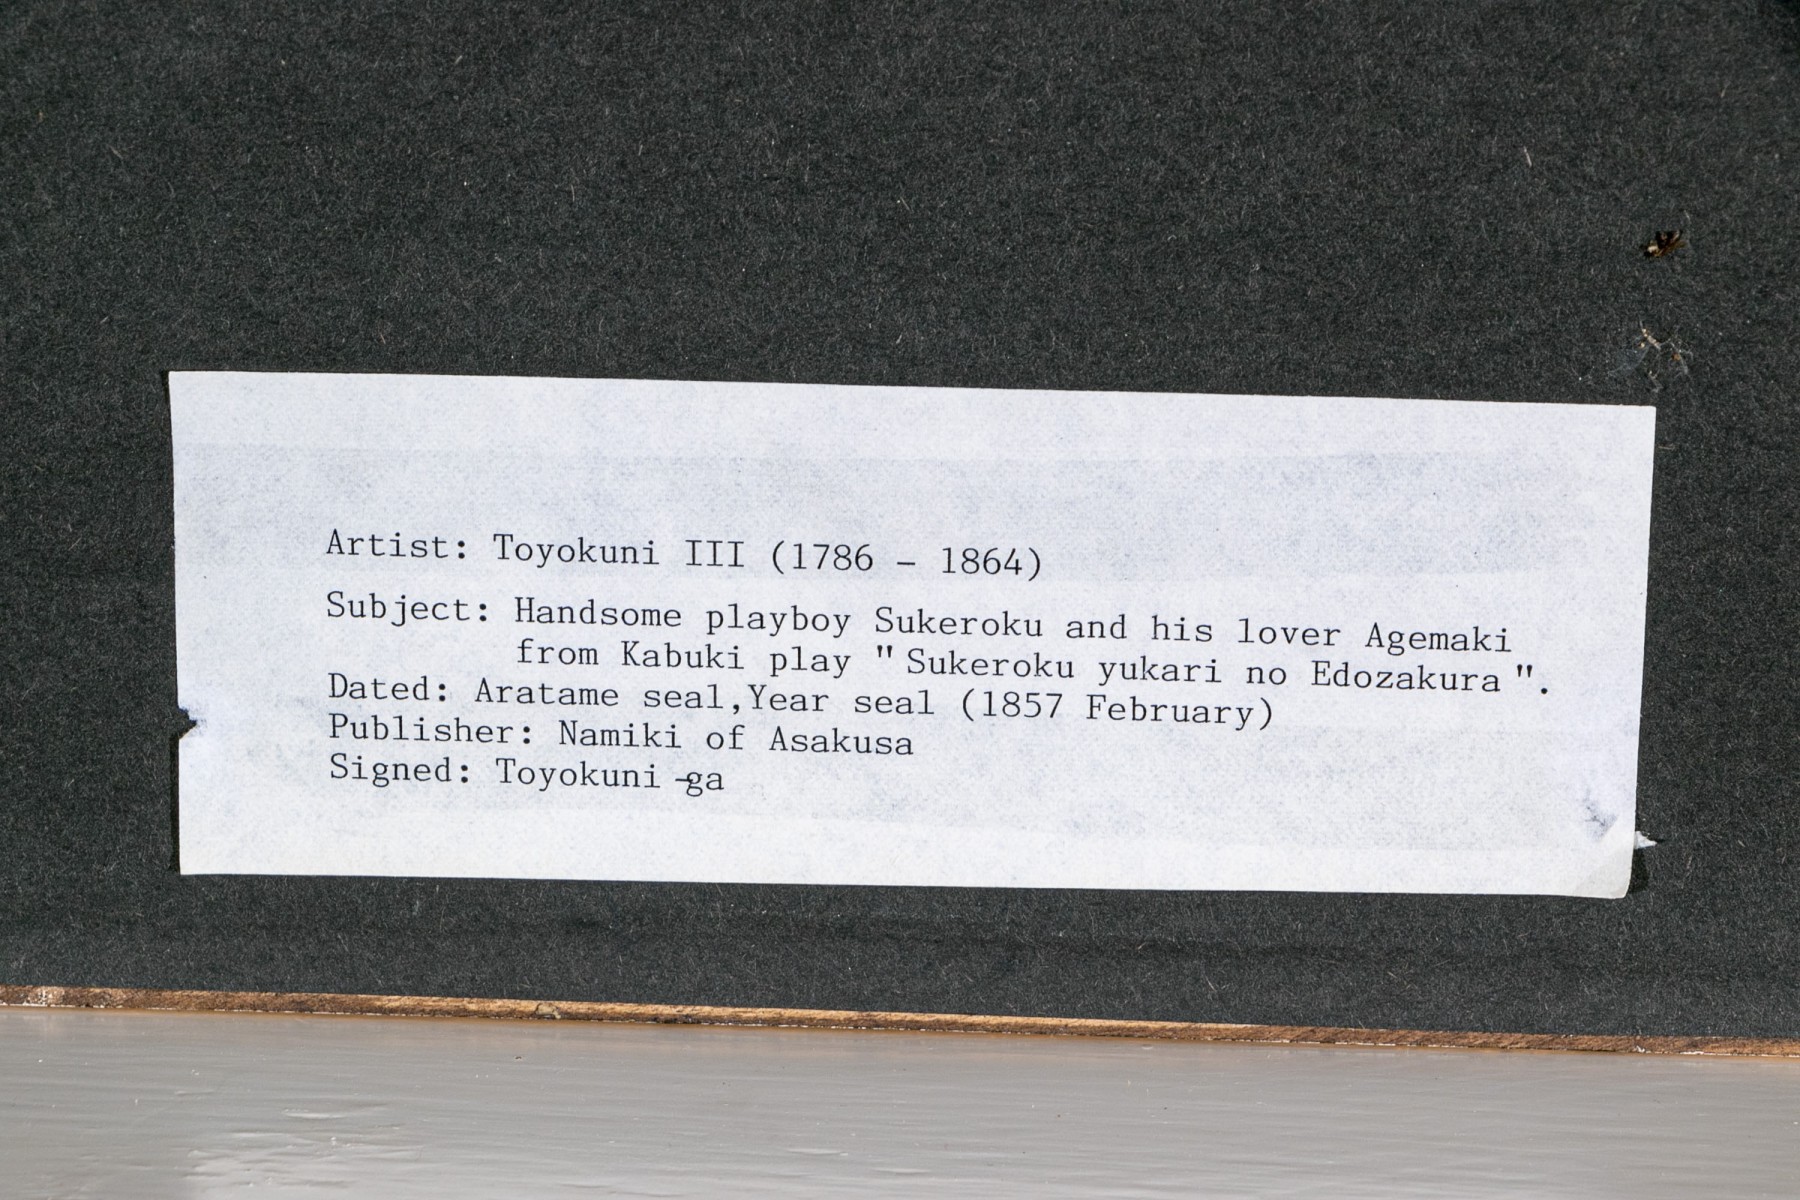 Artist: Toyokuni III (1786 – 1864)
Subject: Handsome playboy Sukeroku and his lover Agemaki
from Kabuki play " Sukeroku yukari no Edozakura ".
Dated: Aratame seal,Year seal (1857 February)
Publisher: Namiki of Asakusa
Signed: Toyokuni -ga